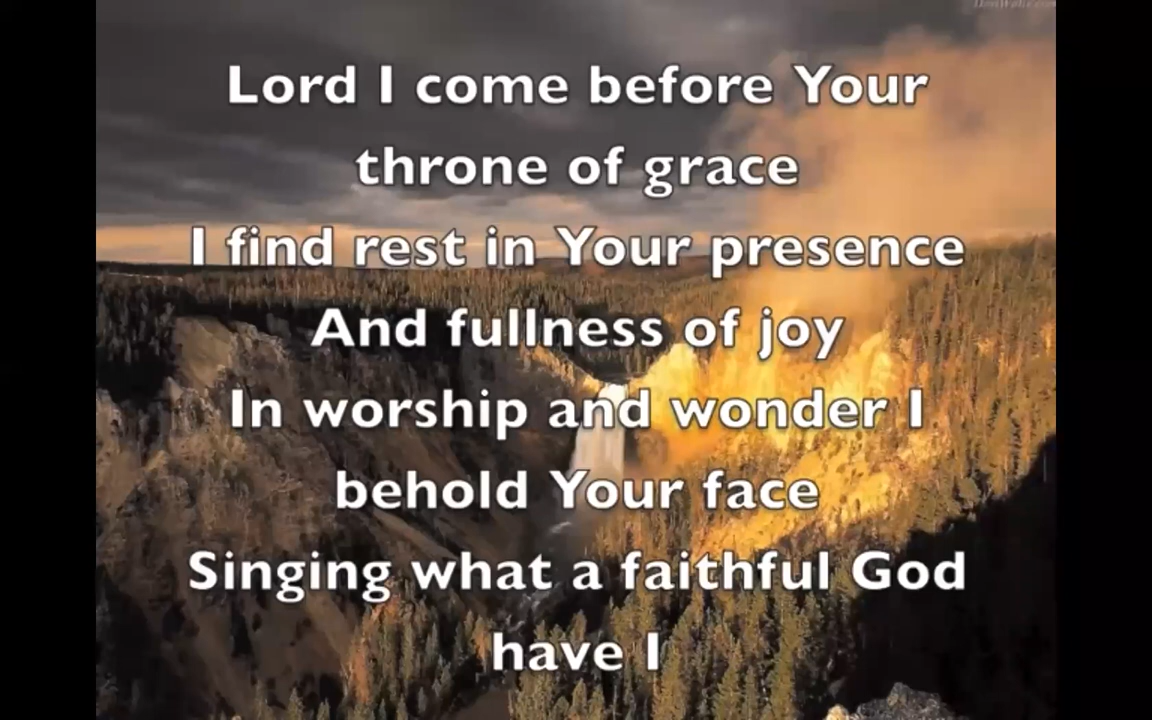 Lord I come before Your
throne of grace
I find rest in Your presence
And fullness of joy
In worship and wonder I
behold Your face
Singing what a faithful God
have I